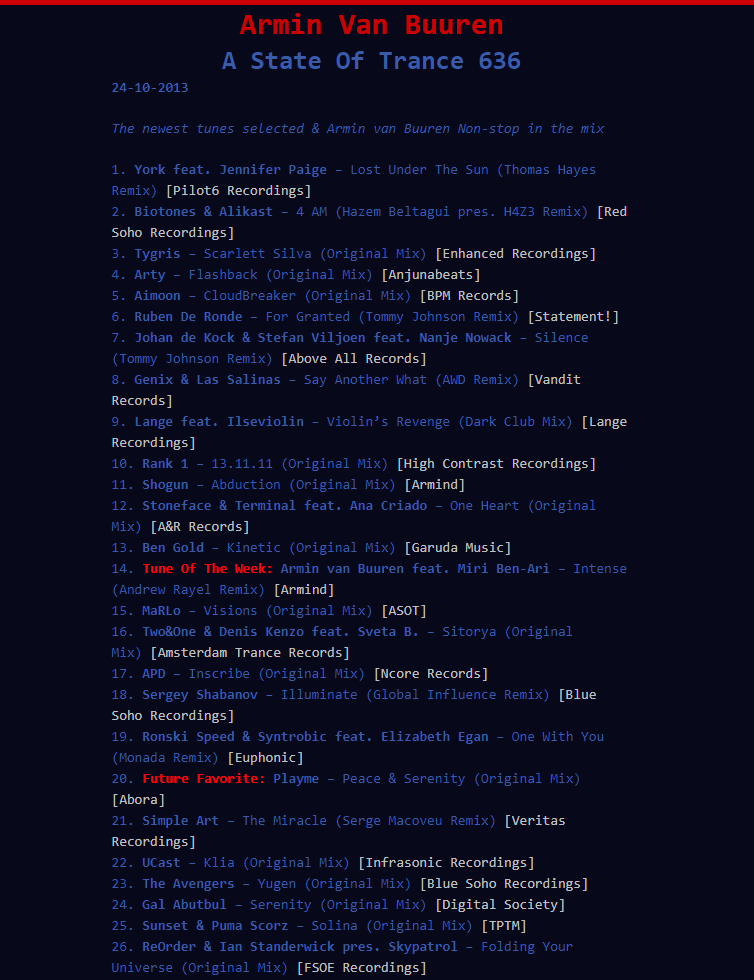 Armin Van Buuren
A State Of Trance 636
24-10-2013
The newest tunes selected & Armin van Buuren Non-stop in the mix
1. York feat. Jennifer Paige – Lost Under The Sun (Thomas Hayes
Remix) [Pilot6 Recordings]
2. Biotones & Alikast – 4 AM (Hazem Beltagui pres. H4Z3 Remix) [Red
Soho Recordings]
3. Tygris – Scarlett Silva (Original Mix) [Enhanced Recordings]
4. Arty – Flashback (Original Mix) [Anjunabeats]
5. Aimoon – CloudBreaker (Original Mix) [BPM Records]
6. Ruben De Ronde – For Granted (Tommy Johnson Remix) [Statement!]
7. Johan de Kock & Stefan Viljoen feat. Nanje Nowack – Silence
(Tommy Johnson Remix) [Above All Records]
8. Genix & Las Salinas – Say Another What (AWD Remix) [Vandit
Records]
9. Lange feat. Ilseviolin – Violin’s Revenge (Dark Club Mix) [Lange
Recordings]
10. Rank 1 – 13.11.11 (Original Mix) [High Contrast Recordings]
11. Shogun – Abduction (Original Mix) [Armind]
12. Stoneface & Terminal feat. Ana Criado – One Heart (Original
Mix) [A&R Records]
13. Ben Gold – Kinetic (Original Mix) [Garuda Music]
14. Tune Of The Week: Armin van Buuren feat. Miri Ben-Ari – Intense
(Andrew Rayel Remix) [Armind]
15. MaRLo – Visions (Original Mix) [ASOT]
16. Two&One & Denis Kenzo feat. Sveta B. – Sitorya (Original
Mix) [Amsterdam Trance Records]
17. APD – Inscribe (Original Mix) [Ncore Records]
18. Sergey Shabanov – Illuminate (Global Influence Remix) [Blue
Soho Recordings]
19. Ronski Speed & Syntrobic feat. Elizabeth Egan – One With You
(Monada Remix) [Euphonic]
20. Future Favorite: Playme – Peace & Serenity (Original Mix)
[Abora]
21. Simple Art – The Miracle (Serge Macoveu Remix) [Veritas
Recordings]
22. UCast – Klia (Original Mix) [Infrasonic Recordings]
23. The Avengers – Yugen (Original Mix) [Blue Soho Recordings]
24. Gal Abutbul – Serenity (Original Mix) [Digital Society]
25. Sunset & Puma Scorz – Solina (Original Mix) [TPTM]
26. ReOrder & Ian Standerwick pres. Skypatrol – Folding Your
Universe (Original Mix) [FSOE Recordings]